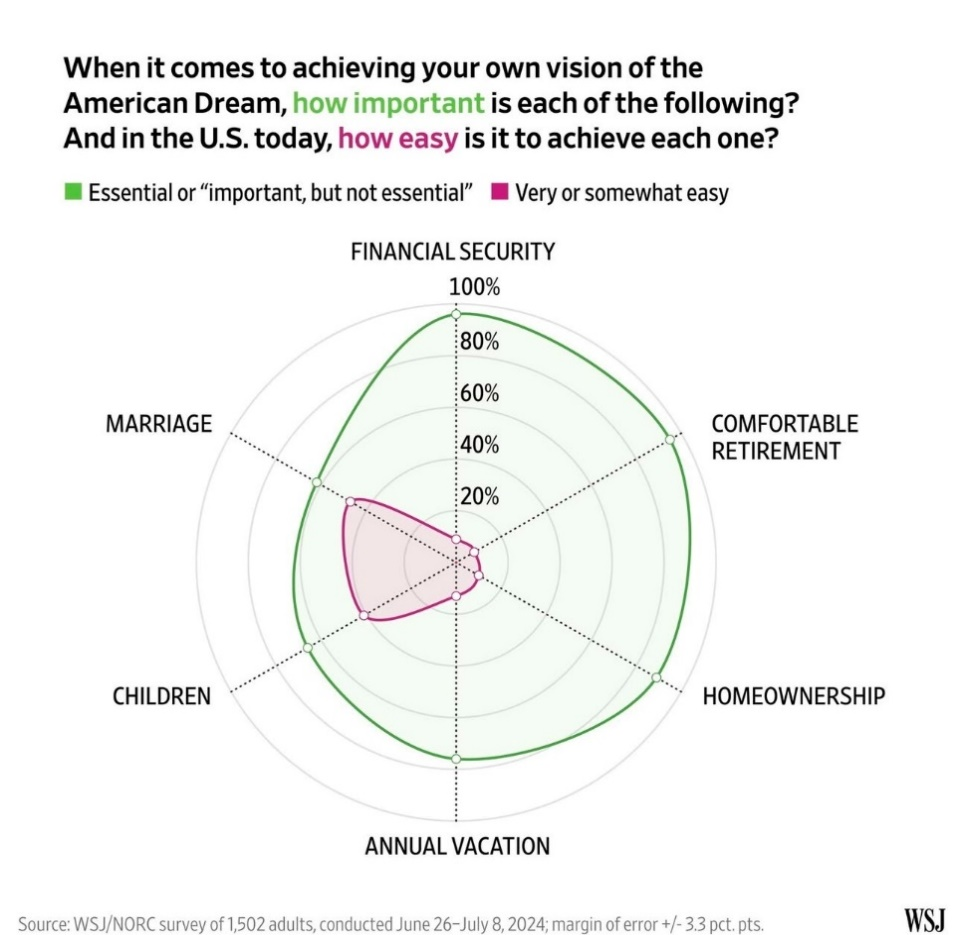 When it comes to achieving your own vision of the
American Dream, how important is each of the following?
And in the U.S. today, how easy is it to achieve each one?
Essential or “important, but not essential”
Very or somewhat easy
FINANCIAL SECURITY
100%
80%
60%
40%
20%
MARRIAGE
COMFORTABLE
RETIREMENT
CHILDREN
HOMEOWNERSHIP
ANNUAL VACATION
Source: WSJ/NORC survey of 1,502 adults, conducted June 26–July 8, 2024; margin of error +/- 3.3 pct. pts.
WSJ